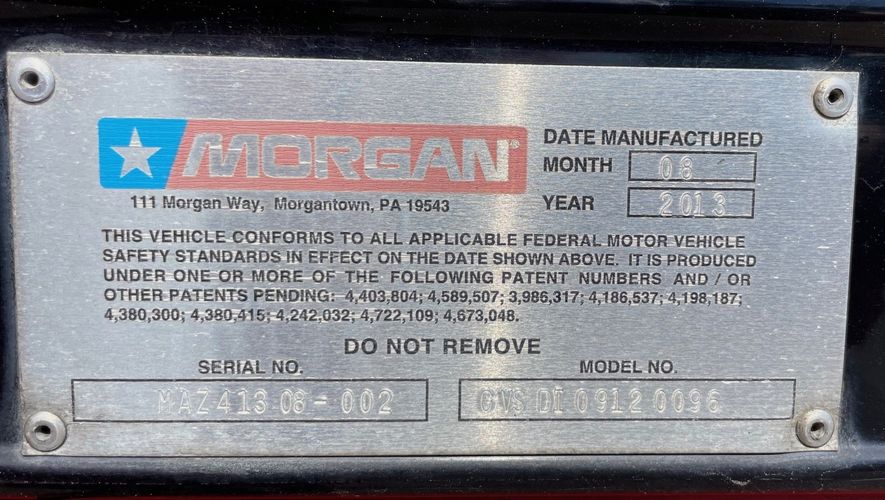 MORGAN®
111 Morgan Way, Morgantown, PA 19543
DATE MANUFACTURED
MONTH 08
YEAR 2013
THIS VEHICLE CONFORMS TO ALL APPLICABLE FEDERAL MOTOR VEHICLE
SAFETY STANDARDS IN EFFECT ON THE DATE SHOWN ABOVE. IT IS PRODUCED
UNDER ONE OR MORE OF THE FOLLOWING PATENT NUMBERS AND / OR
OTHER PATENTS PENDING: 4,403,804; 4,589,507; 3,986,317; 4,186,537; 4,198,187;
4,380,300; 4,380,415; 4,242,032; 4,722,109; 4,673,048.
DO NOT REMOVE
SERIAL NO.
MAZ413 08-002
MODEL NO.
GVSDI09120096